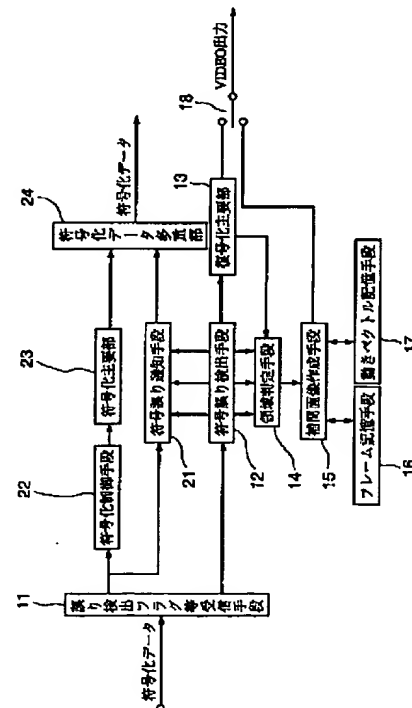 符号化データ
11
誤り検出フラグ等受信手段
22
符号化制御手段
23
符号化主要部
24
符号化データ多重部
符号化データ
符号誤り通知手段
21
符号誤り検出手段
12
復号化主要部
13
領域判定手段
14
補間画像作成手段
15
フレーム記憶手段
16
動きベクトル記憶手段
17
18
VIDEO出力